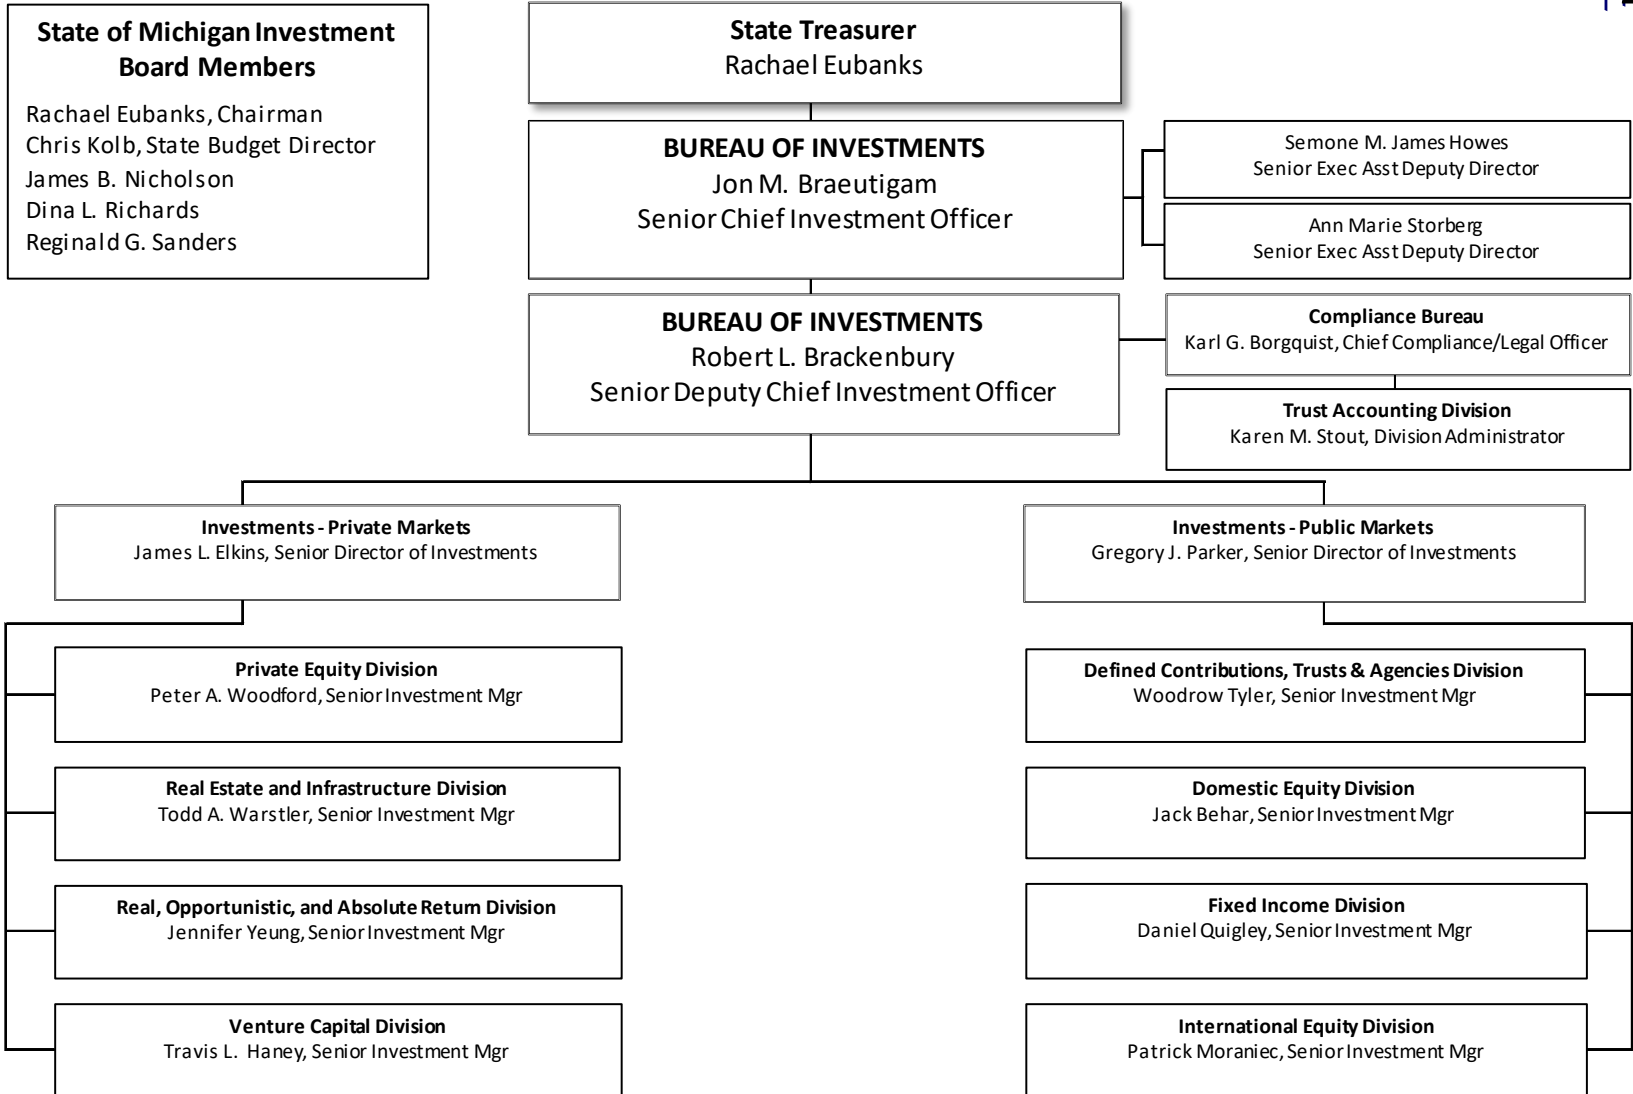 State of Michigan Investment
Board Members
Rachael Eubanks, Chairman
Chris Kolb, State Budget Director
James B. Nicholson
Dina L. Richards
Reginald G. Sanders
State Treasurer
Rachael Eubanks
BUREAU OF INVESTMENTS
Jon M. Braeutigam
Senior Chief Investment Officer
Semone M. James Howes
Senior Exec Asst Deputy Director
Ann Marie Storberg
Senior Exec Asst Deputy Director
BUREAU OF INVESTMENTS
Robert L. Brackenbury
Senior Deputy Chief Investment Officer
Compliance Bureau
Karl G. Borgquist, Chief Compliance/Legal Officer
Trust Accounting Division
Karen M. Stout, Division Administrator
Investments - Private Markets
James L. Elkins, Senior Director of Investments
Investments - Public Markets
Gregory J. Parker, Senior Director of Investments
Private Equity Division
Peter A. Woodford, Senior Investment Mgr
Real Estate and Infrastructure Division
Todd A. Warstler, Senior Investment Mgr
Real, Opportunistic, and Absolute Return Division
Jennifer Yeung, Senior Investment Mgr
Venture Capital Division
Travis L. Haney, Senior Investment Mgr
Defined Contributions, Trusts & Agencies Division
Woodrow Tyler, Senior Investment Mgr
Domestic Equity Division
Jack Behar, Senior Investment Mgr
Fixed Income Division
Daniel Quigley, Senior Investment Mgr
International Equity Division
Patrick Moraniec, Senior Investment Mgr